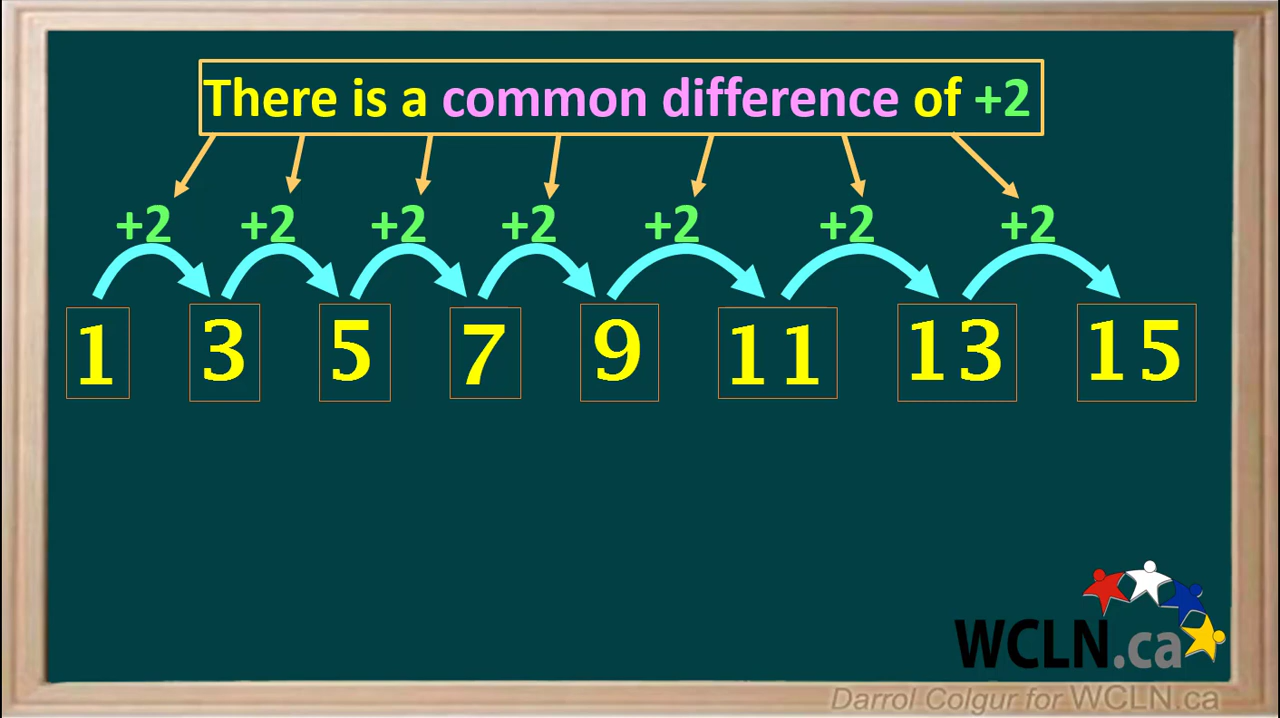 There is a common difference of +2
+2 +2 +2 +2 +2 +2 +2
1 3 5 7 9 11 13 15
WCLN.ca
Darrol Colgur for WCLN.ca